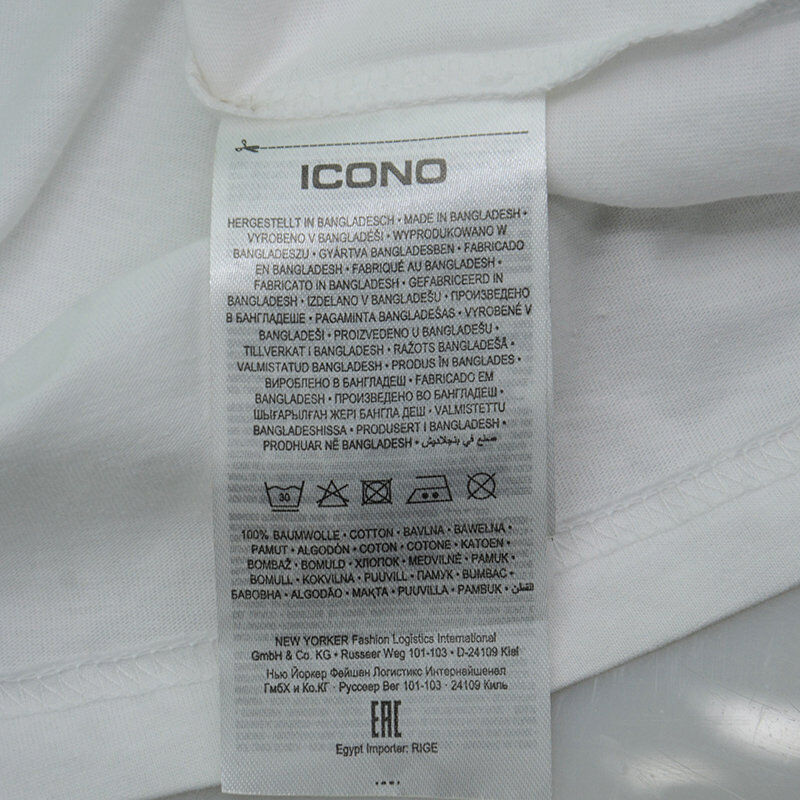 ICONO
HERGESTELLT IN BANGLADESCH • MADE IN BANGLADESH •
VYROBENO V BANGLADÉŠI • WYPRODUKOWANO W
BANGLADESZU • GYÁRTVA BANGLADESBEN • FABRICADO
EN BANGLADESH • FABRIQUÉ AU BANGLADESH •
FABRICATO IN BANGLADESH • GEFABRICEERD IN
BANGLADESH • IZDELANO V BANGLADEŠU • ПРОИЗВЕДЕНО
В БАНГЛАДЕШЕ • PAGAMINTA BANGLADEŠAS • VYROBENÉ V
BANGLADEŠI • PROIZVEDENO U BANGLADEŠU •
TILLVERKAT I BANGLADESH • RAŽOTS BANGLADEŠĀ •
VALMISTATUD BANGLADESH • PRODUS ÎN BANGLADES •
ВИРОБЛЕНО В БАНГЛАДЕШ • FABRICADO EM
BANGLADESH • ПРОИЗВЕДЕНО ВО БАНГЛАДЕШ •
ШЫҒАРЫЛҒАН ЖЕРІ БАНГЛА ДЕШ • VALMISTETTU
BANGLADESHISSA • PRODUSERT I BANGLADESH •
PRODHUAR NË BANGLADESH • صنع في بنجلاديش
30
100% BAUMWOLLE • COTTON • BAVLNA • BAWEŁNA •
PAMUT • ALGODÓN • COTON • COTONE • KATOEN •
BOMBAŽ • BOMULD • ХЛОПОК • MEDVILNĖ • PAMUK •
BOMULL • KOKVILNA • PUUVILL • ПАМУК • BUMBAC •
БАВОВНА • ALGODÃO • МАҚТА • PUUVILLA • PAMBUK • القطن
NEW YORKER Fashion Logistics International
GmbH & Co. KG • Russeer Weg 101-103 • D-24109 Kiel
Нью Йоркер Фейшан Логистикс Интернейшенел
ГмбХ и Ко.КГ · Руссеер Вег 101-103 · 24109 Киль
EAC
Egypt Importer: RIGE